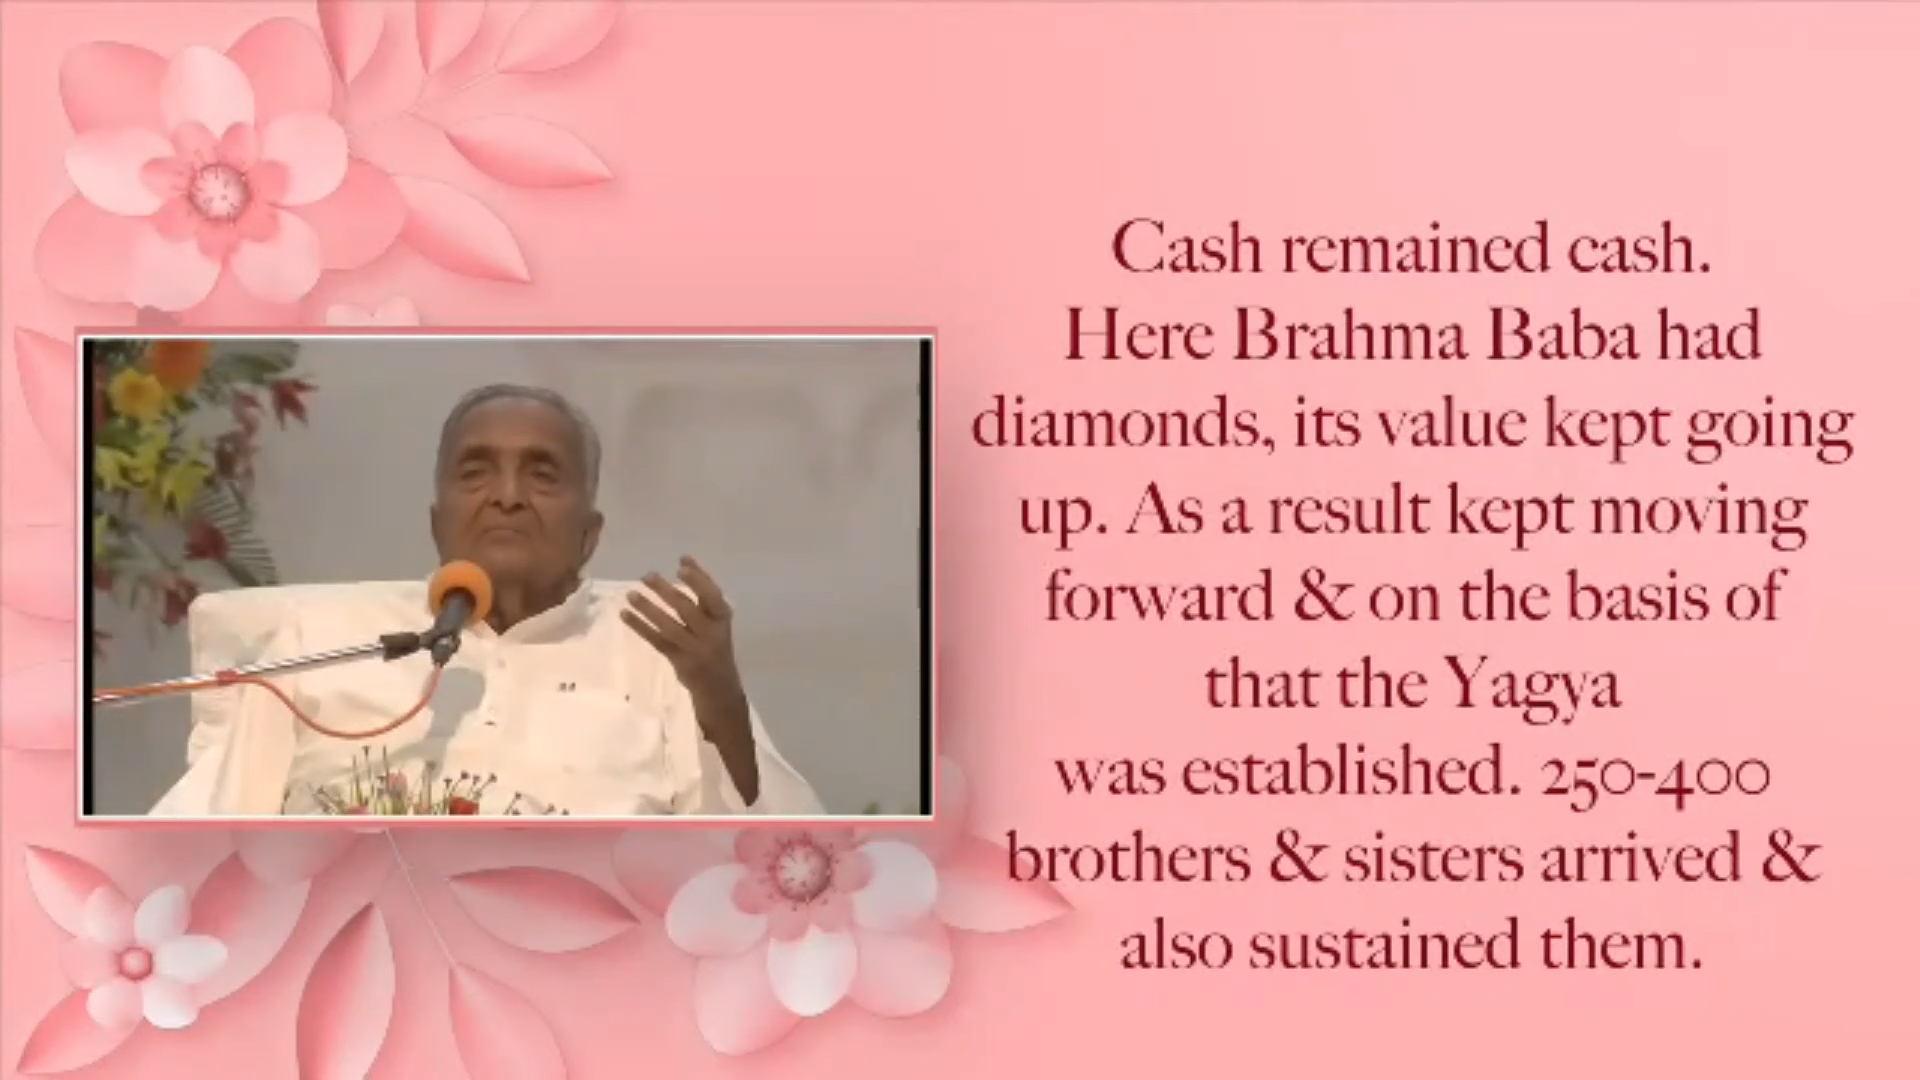 Cash remained cash.
Here Brahma Baba had
diamonds, its value kept going
up. As a result kept moving
forward & on the basis of
that the Yagya
was established. 250-400
brothers & sisters arrived &
also sustained them.